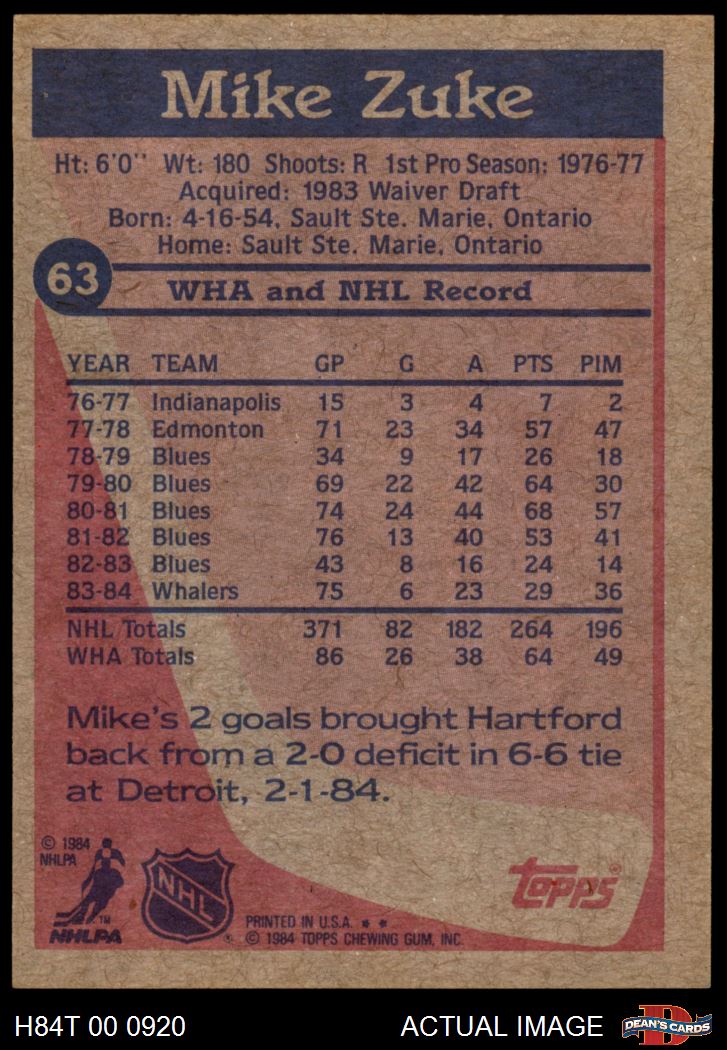 Mike Zuke
Ht: 6'0" Wt: 180 Shoots: R 1st Pro Season: 1976-77
Acquired: 1983 Waiver Draft
Born: 4-16-54, Sault Ste. Marie, Ontario
Home: Sault Ste. Marie, Ontario
63
WHA and NHL Record
YEAR TEAM GP G A PTS PIM
76-77 Indianapolis 15 3 4 7 2
77-78 Edmonton 71 23 34 57 47
78-79 Blues 34 9 17 26 18
79-80 Blues 69 22 42 64 30
80-81 Blues 74 24 44 68 57
81-82 Blues 76 13 40 53 41
82-83 Blues 43 8 16 24 14
83-84 Whalers 75 6 23 29 36
NHL Totals 371 82 182 264 196
WHA Totals 86 26 38 64 49
Mike's 2 goals brought Hartford
back from a 2-0 deficit in 6-6 tie
at Detroit, 2-1-84.
© 1984
NHLPA
TM
NHLPA
NHL
®
topps®
PRINTED IN U.S.A. * *
© 1984 TOPPS CHEWING GUM, INC.
H84T 00 0920
ACTUAL IMAGE
D
DEAN'S CARDS